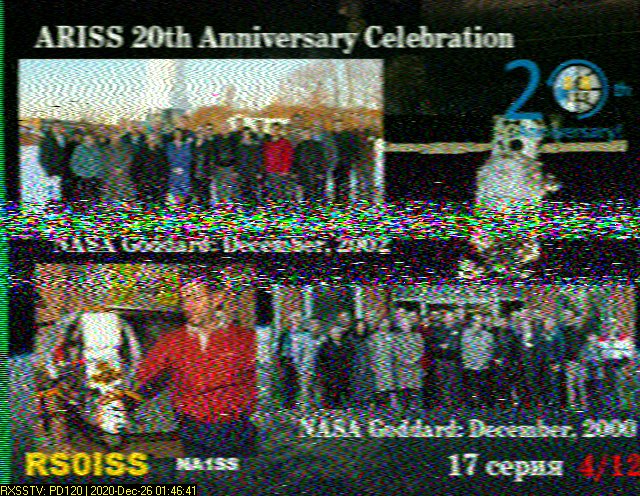 ARISS 20th Anniversary Celebration
20th
Anniversary!
NASA Goddard: December, 2002
NASA Goddard: December, 2000
RS0ISS NA1SS
17 серия 4/12
RXSSTV: PD120 | 2020-Dec-26 01:46:41